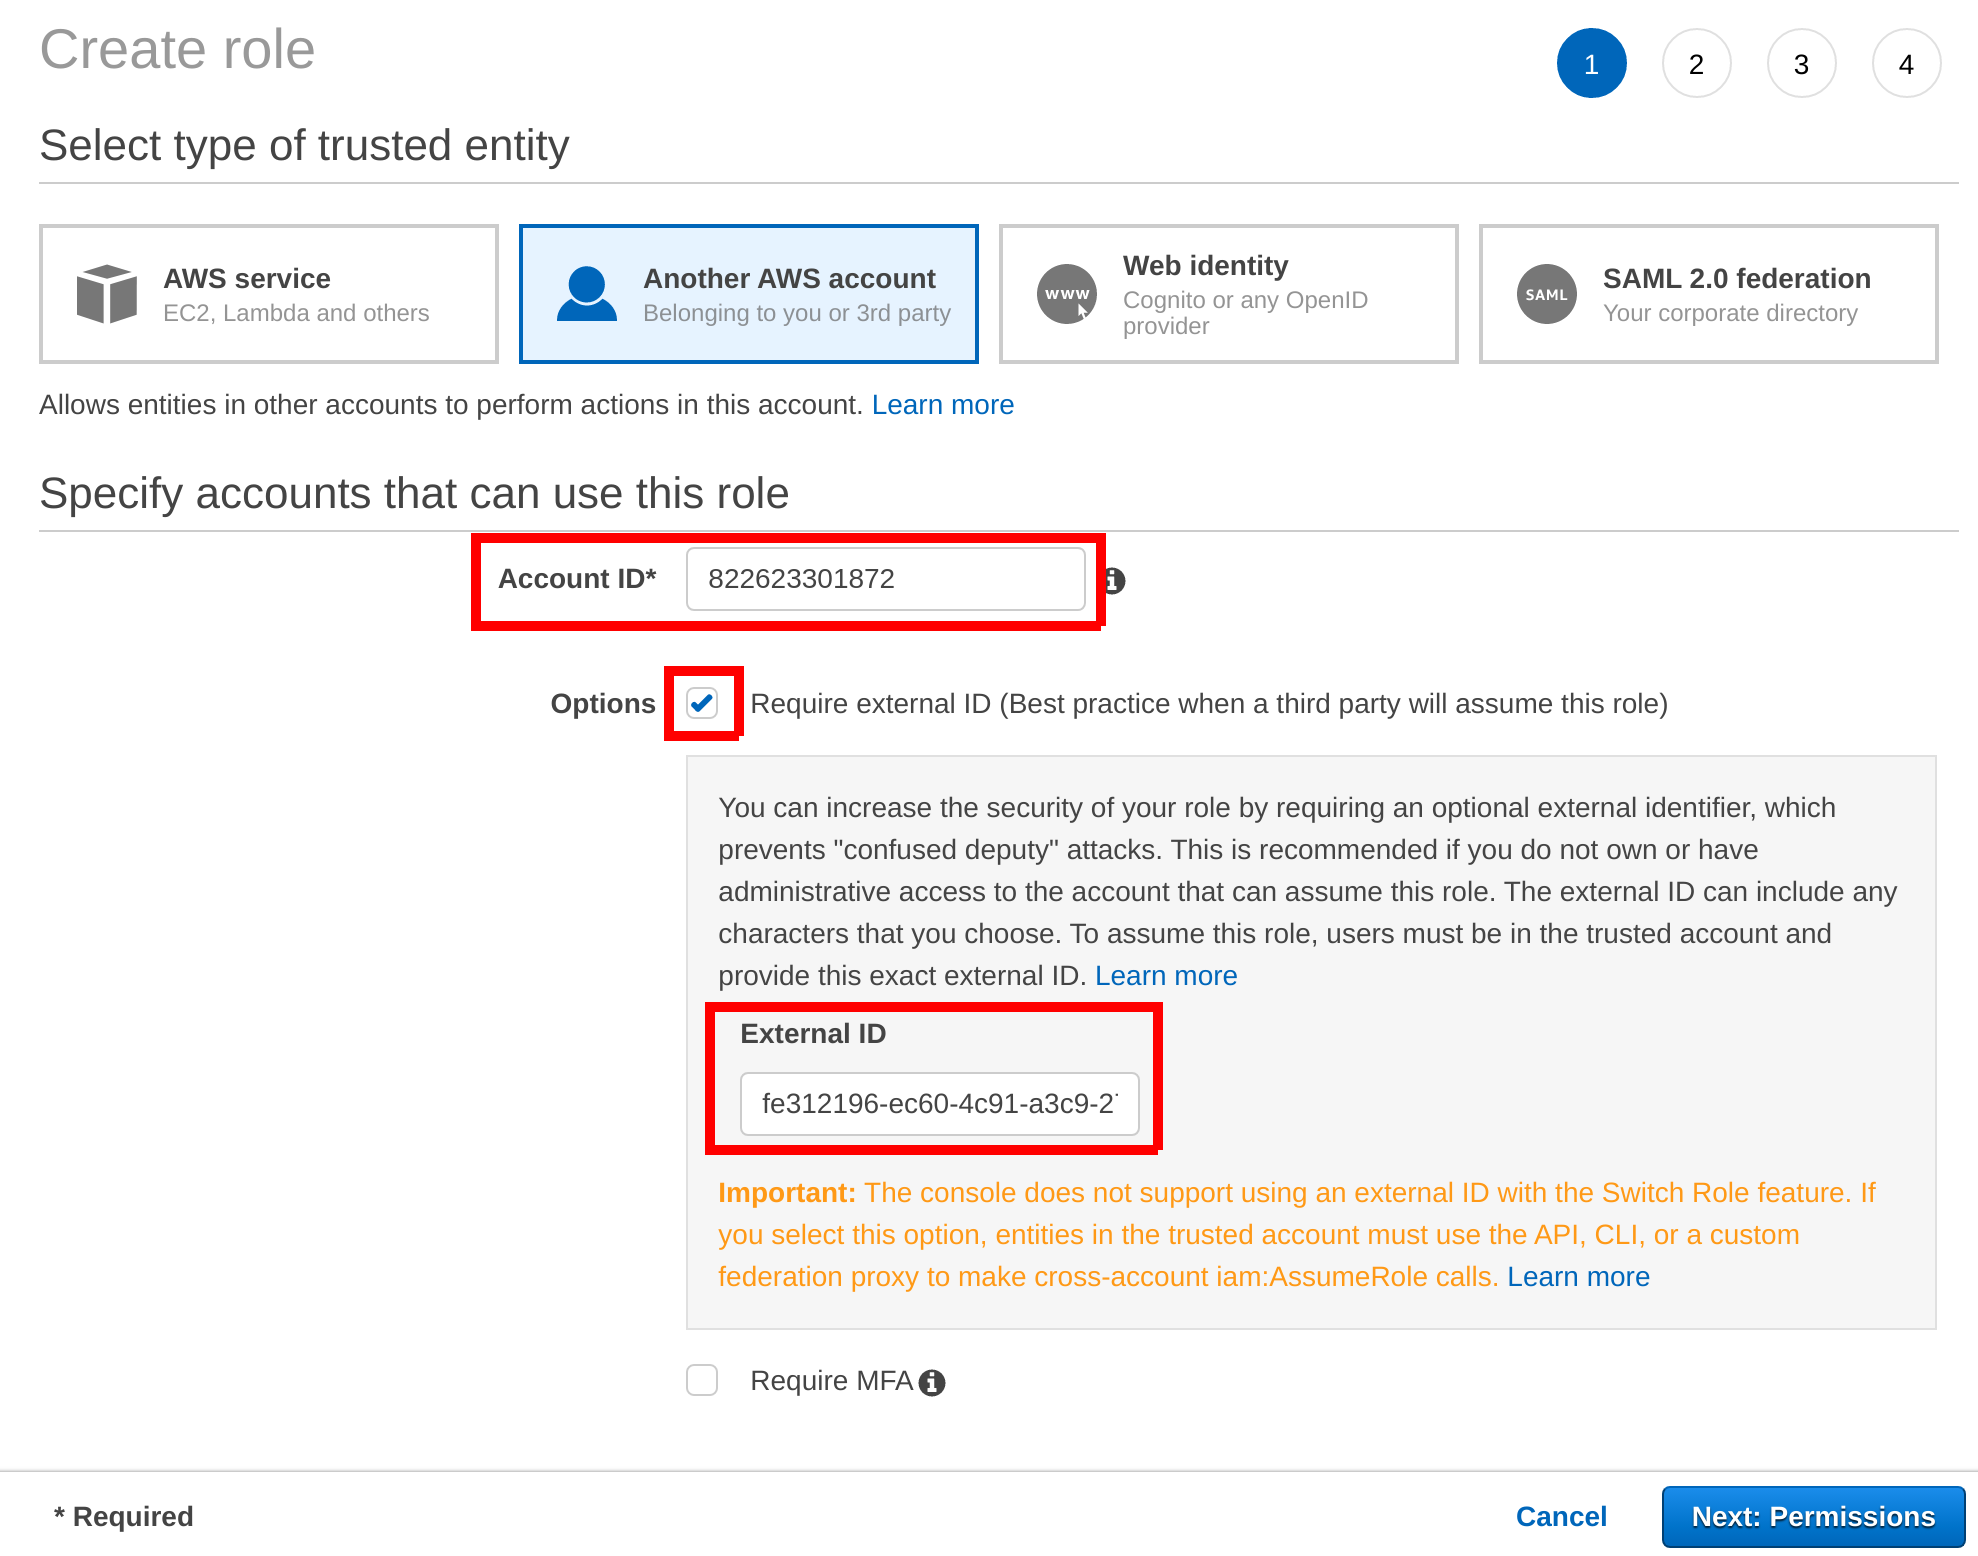 Create role
1 2 3 4
Select type of trusted entity
AWS service
EC2, Lambda and others
Another AWS account
Belonging to you or 3rd party
www
Web identity
Cognito or any OpenID
provider
SAML
SAML 2.0 federation
Your corporate directory
Allows entities in other accounts to perform actions in this account. Learn more
Specify accounts that can use this role
Account ID* 822623301872
Options Require external ID (Best practice when a third party will assume this role)
You can increase the security of your role by requiring an optional external identifier, which
prevents "confused deputy" attacks. This is recommended if you do not own or have
administrative access to the account that can assume this role. The external ID can include any
characters that you choose. To assume this role, users must be in the trusted account and
provide this exact external ID. Learn more
External ID
fe312196-ec60-4c91-a3c9-2
Important: The console does not support using an external ID with the Switch Role feature. If
you select this option, entities in the trusted account must use the API, CLI, or a custom
federation proxy to make cross-account iam:AssumeRole calls. Learn more
Require MFA
* Required Cancel Next: Permissions